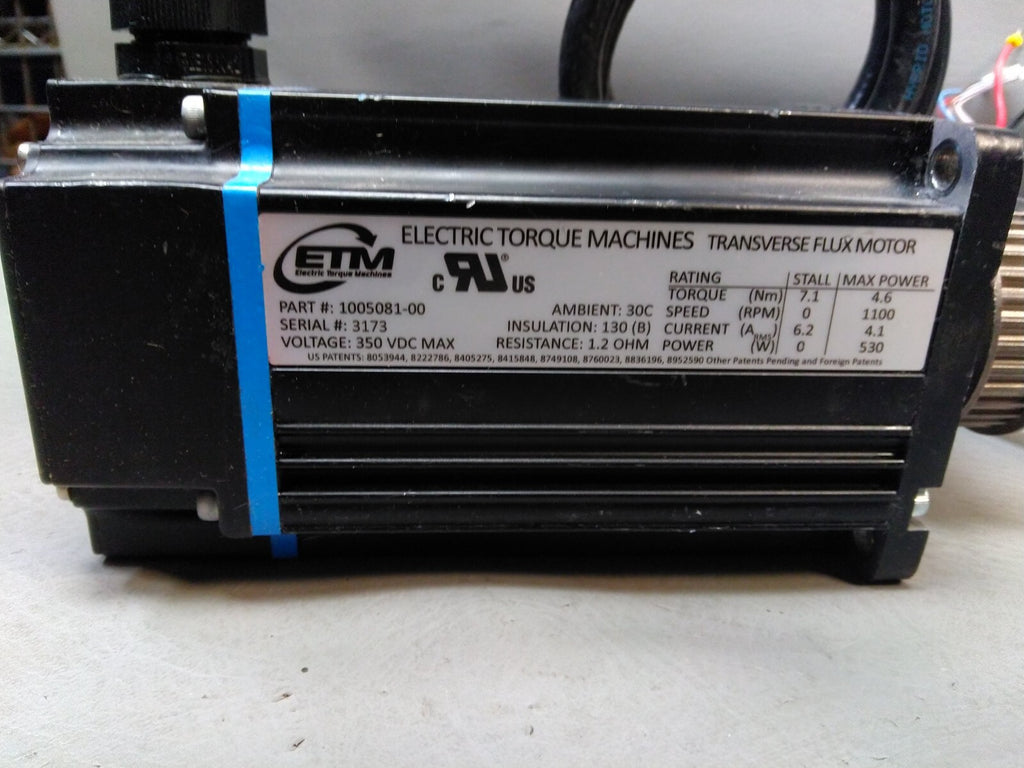 ETM
Electric Torque Machines
ELECTRIC TORQUE MACHINES TRANSVERSE FLUX MOTOR
c RU® US
PART #: 1005081-00
SERIAL #: 3173
VOLTAGE: 350 VDC MAX
AMBIENT: 30C
INSULATION: 130 (B)
RESISTANCE: 1.2 OHM
RATING STALL MAX POWER
TORQUE (Nm) 7.1 4.6
SPEED (RPM) 0 1100
CURRENT (ARMS) 6.2 4.1
POWER (W) 0 530
US PATENTS: 8053944, 8222786, 8405275, 8415848, 8749108, 8760023, 8836196, 8952590 Other Patents Pending and Foreign Patents